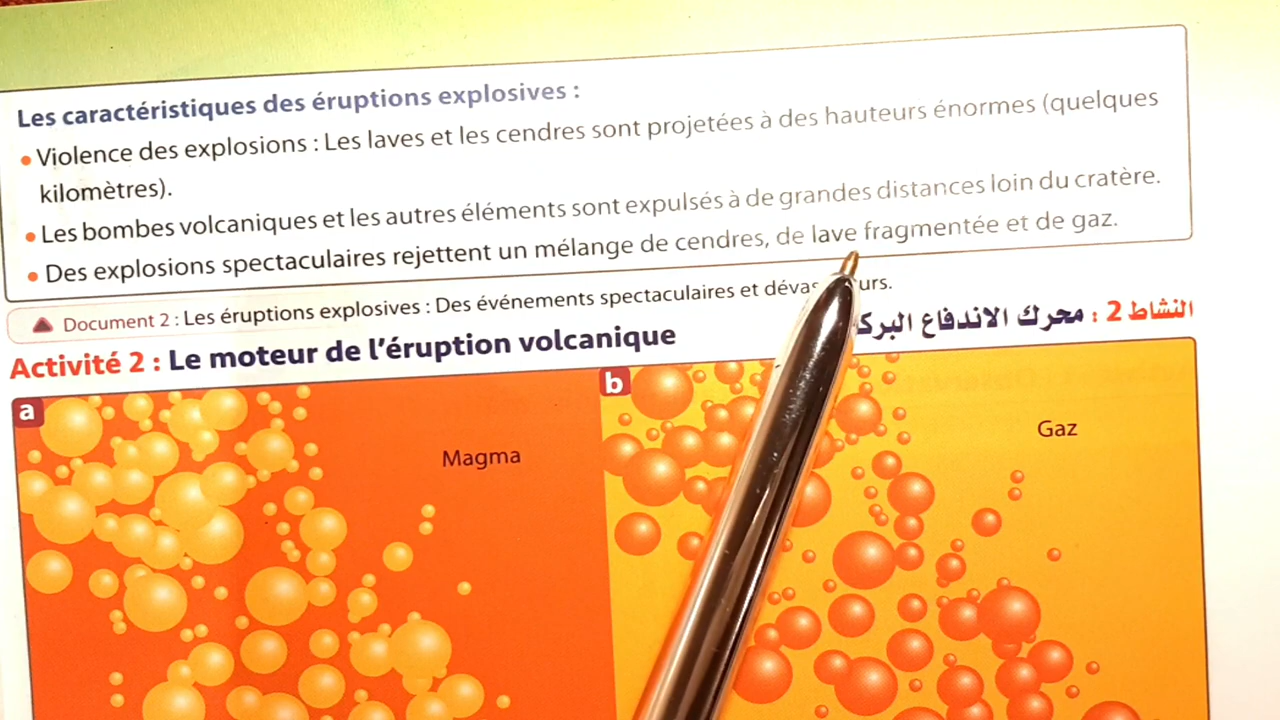 Les caractéristiques des éruptions explosives :
• Violence des explosions : Les laves et les cendres sont projetées à des hauteurs énormes (quelques
kilomètres).
• Les bombes volcaniques et les autres éléments sont expulsés à de grandes distances loin du cratère.
• Des explosions spectaculaires rejettent un mélange de cendres, de lave fragmentée et de gaz.
Document 2 : Les éruptions explosives : Des événements spectaculaires et
Activité 2 : Le moteur de l'éruption volcanique
النشاط 2 : محرك الاندفاع
a
b
Magma
Gaz